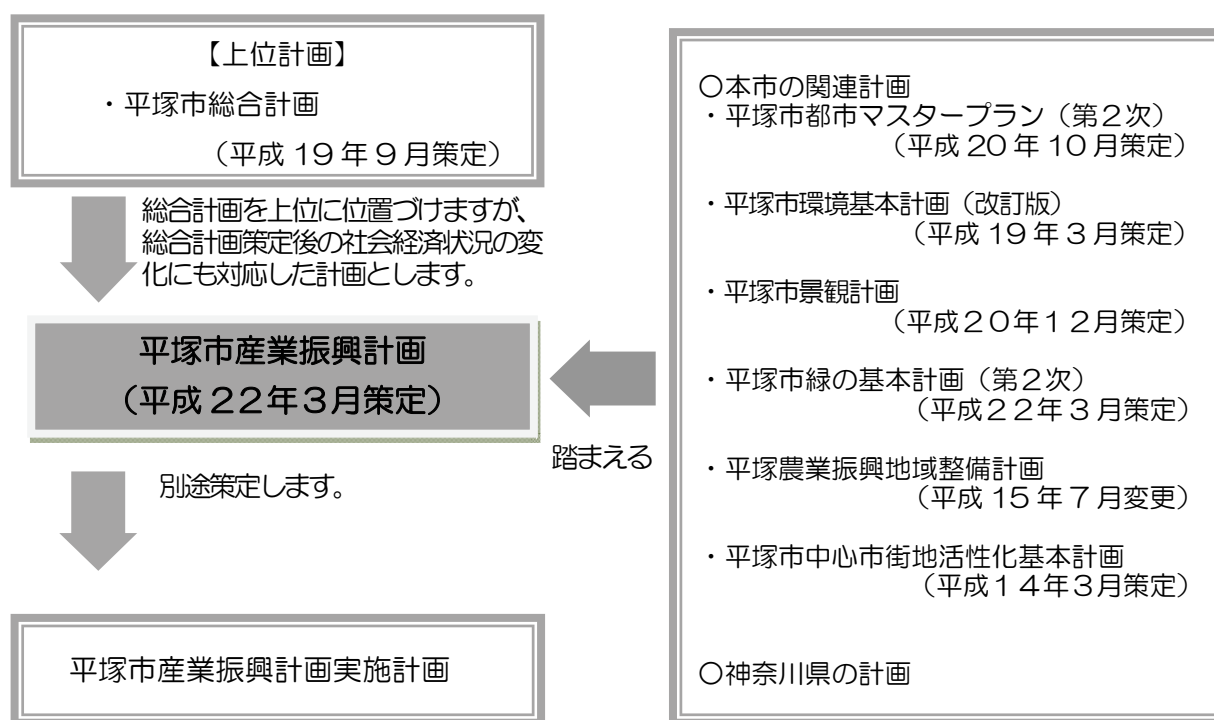 【上位計画】
・平塚市総合計画
（平成19年9月策定）
総合計画を上位に位置づけますが、
総合計画策定後の社会経済状況の変
化にも対応した計画とします。
平塚市産業振興計画
（平成22年3月策定）
別途策定します。
平塚市産業振興計画実施計画
踏まえる
○本市の関連計画
・平塚市都市マスタープラン（第2次）
（平成20年10月策定）
・平塚市環境基本計画（改訂版）
（平成19年3月策定）
・平塚市景観計画
（平成20年12月策定）
・平塚市緑の基本計画（第2次）
（平成22年3月策定）
・平塚農業振興地域整備計画
（平成15年7月変更）
・平塚市中心市街地活性化基本計画
（平成14年3月策定）
○神奈川県の計画